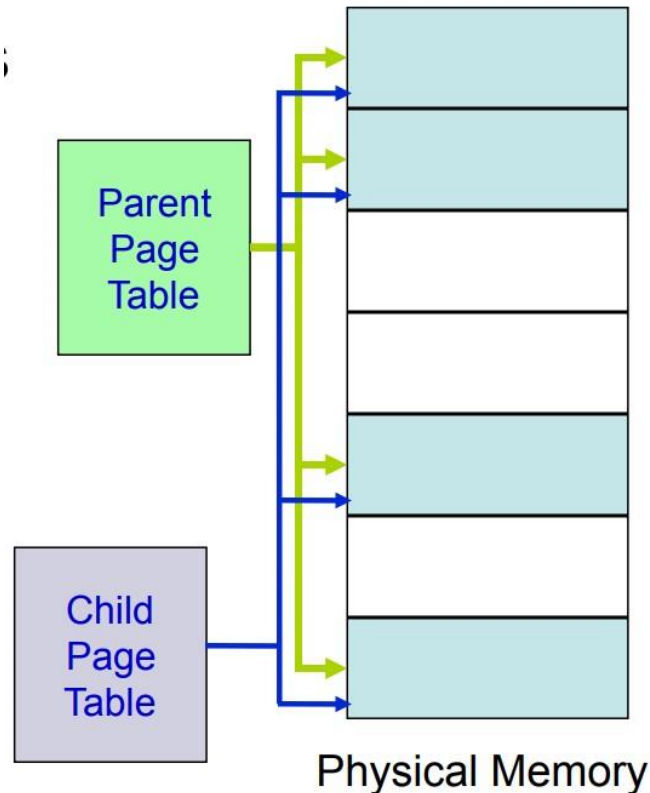 s
Parent
Page
Table
Child
Page
Table
Physical Memory